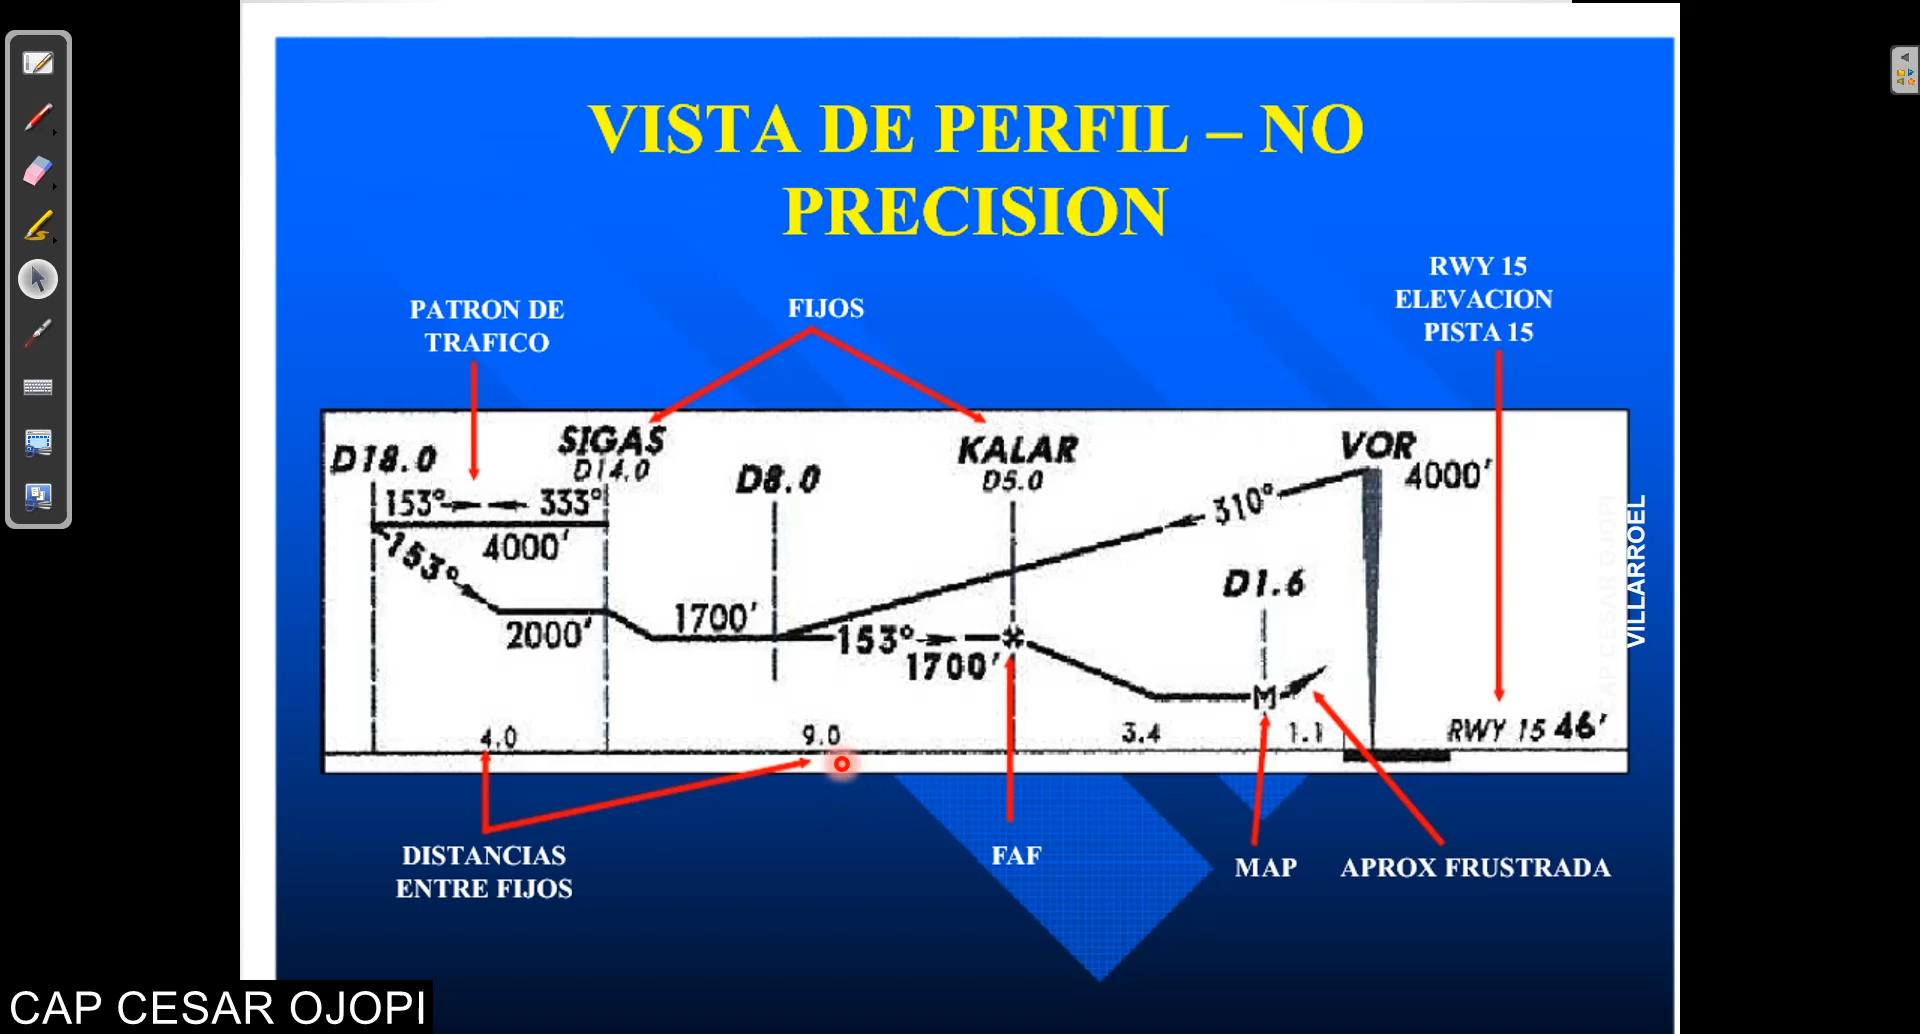 VISTA DE PERFIL – NO
PRECISION
PATRON DE
TRAFICO
FIJOS
RWY 15
ELEVACION
PISTA 15
D18.0
SIGAS
D14.0
D8.0
KALAR
D5.0
VOR
4000'
153° 333°
4000'
153°
2000'
1700'
153°
1700'
310°
D1.6
M
4.0
9.0
3.4
1.1
RWY 15 46'
DISTANCIAS
ENTRE FIJOS
FAF
MAP
APROX FRUSTRADA
CAP CESAR OJOPI
VILLARROEL
CAP CESAR OJOPI